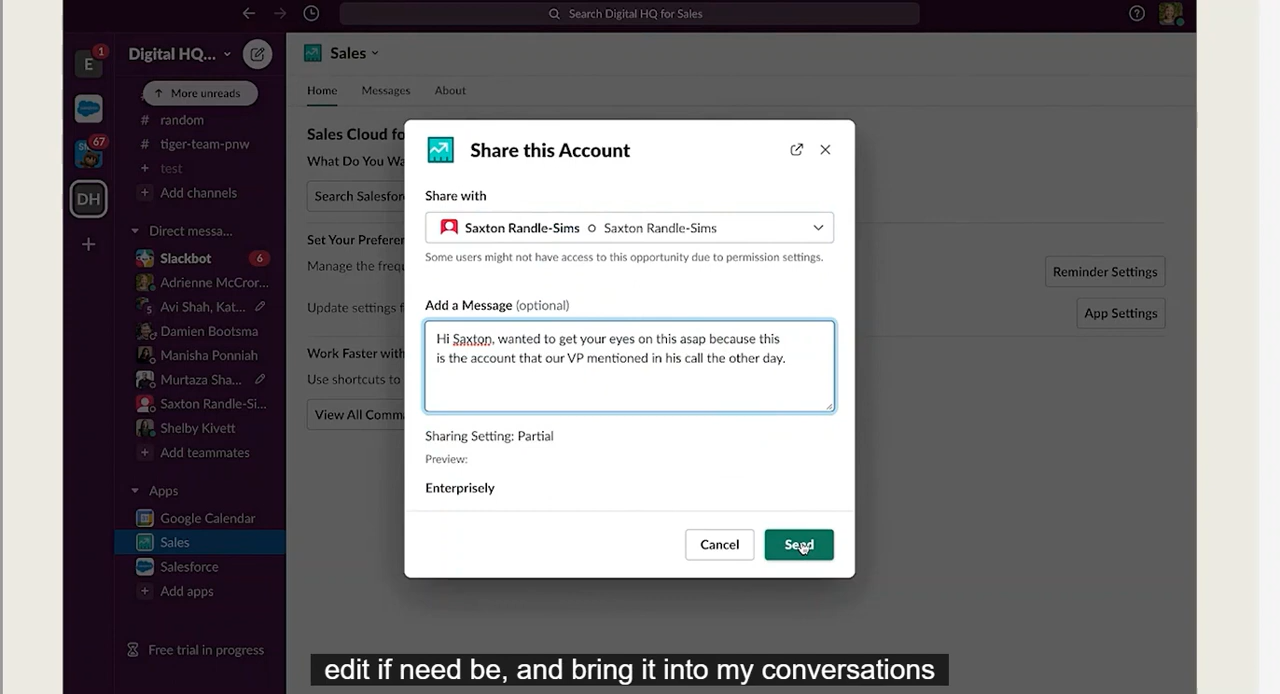 Search Digital HQ for Sales
E
1
Digital HQ...
Sales
More unreads
Home
Messages
About
# random
# tiger-team-pnw
67
+ test
+ Add channels
DH
Direct messa...
Slackbot
6
Adrienne McCror...
5
Avi Shah, Kat...
Damien Bootsma
Manisha Ponniah
Murtaza Sha...
Saxton Randle-Si...
Shelby Kivett
+ Add teammates
Apps
Google Calendar
Sales
Salesforce
+ Add apps
Free trial in progress
Sales Cloud fo
What Do You Wa
Search Salesfor
Set Your Preferen
Manage the freq
Reminder Settings
Update settings f
App Settings
Work Faster with
Use shortcuts to
View All Comma
Share this Account
Share with
Saxton Randle-Sims Saxton Randle-Sims
Some users might not have access to this opportunity due to permission settings.
Add a Message (optional)
Hi Saxton, wanted to get your eyes on this asap because this
is the account that our VP mentioned in his call the other day.
Sharing Setting: Partial
Preview:
Enterprisely
Cancel
Send
edit if need be, and bring it into my conversations